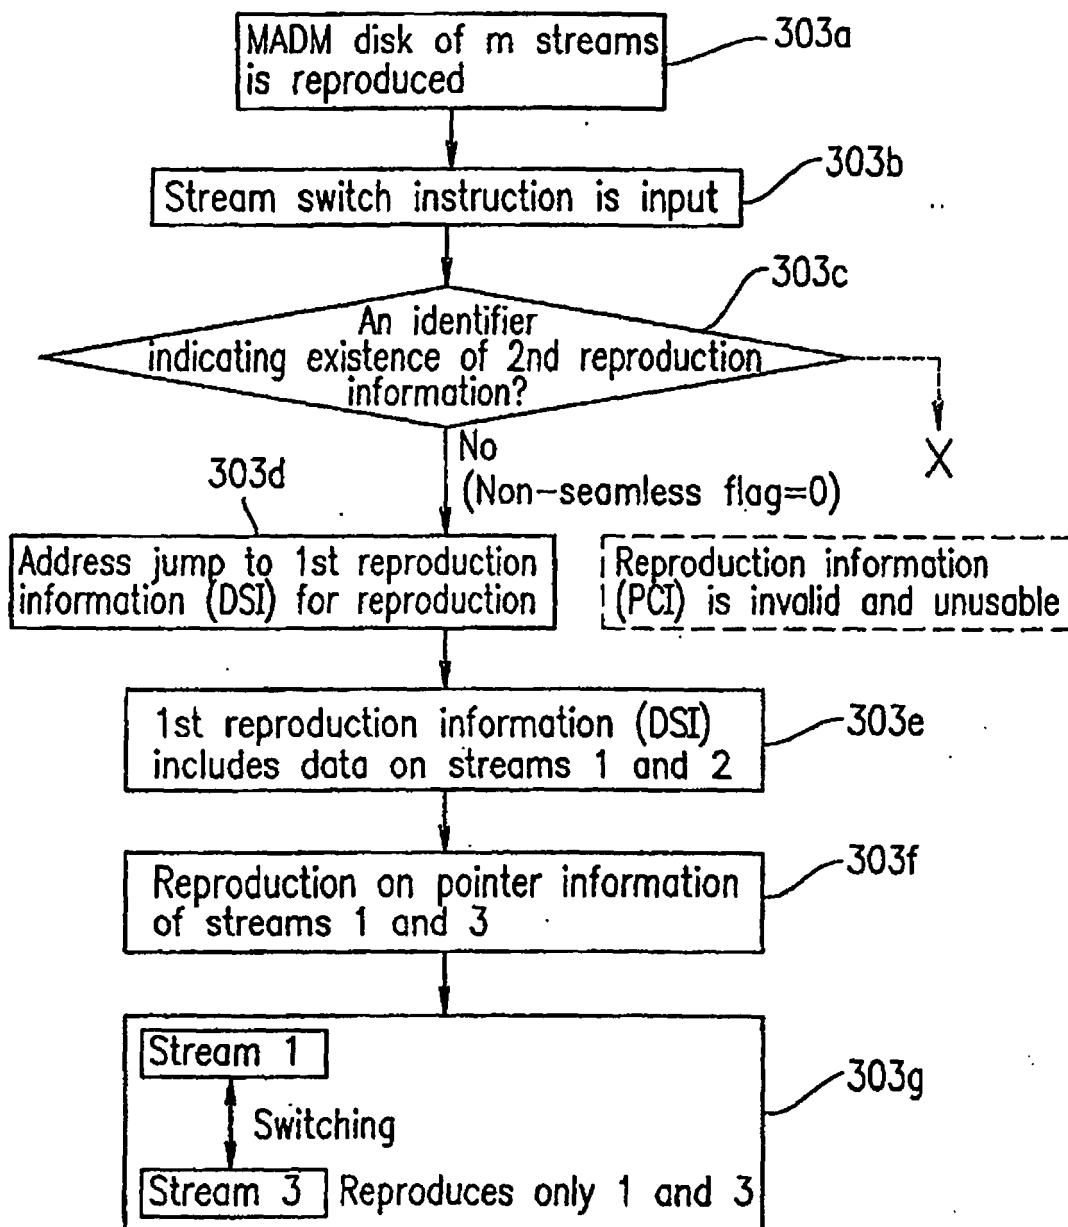 MADM disk of m streams
is reproduced
303a
Stream switch instruction is input
303b
303c
An identifier
indicating existence of 2nd reproduction
information?
X
No
(Non-seamless flag=0)
303d
Address jump to 1st reproduction
information (DSI) for reproduction
Reproduction information
(PCI) is invalid and unusable
1st reproduction information (DSI)
includes data on streams 1 and 2
303e
Reproduction on pointer information
of streams 1 and 3
303f
Stream 1
Switching
Stream 3 Reproduces only 1 and 3
303g